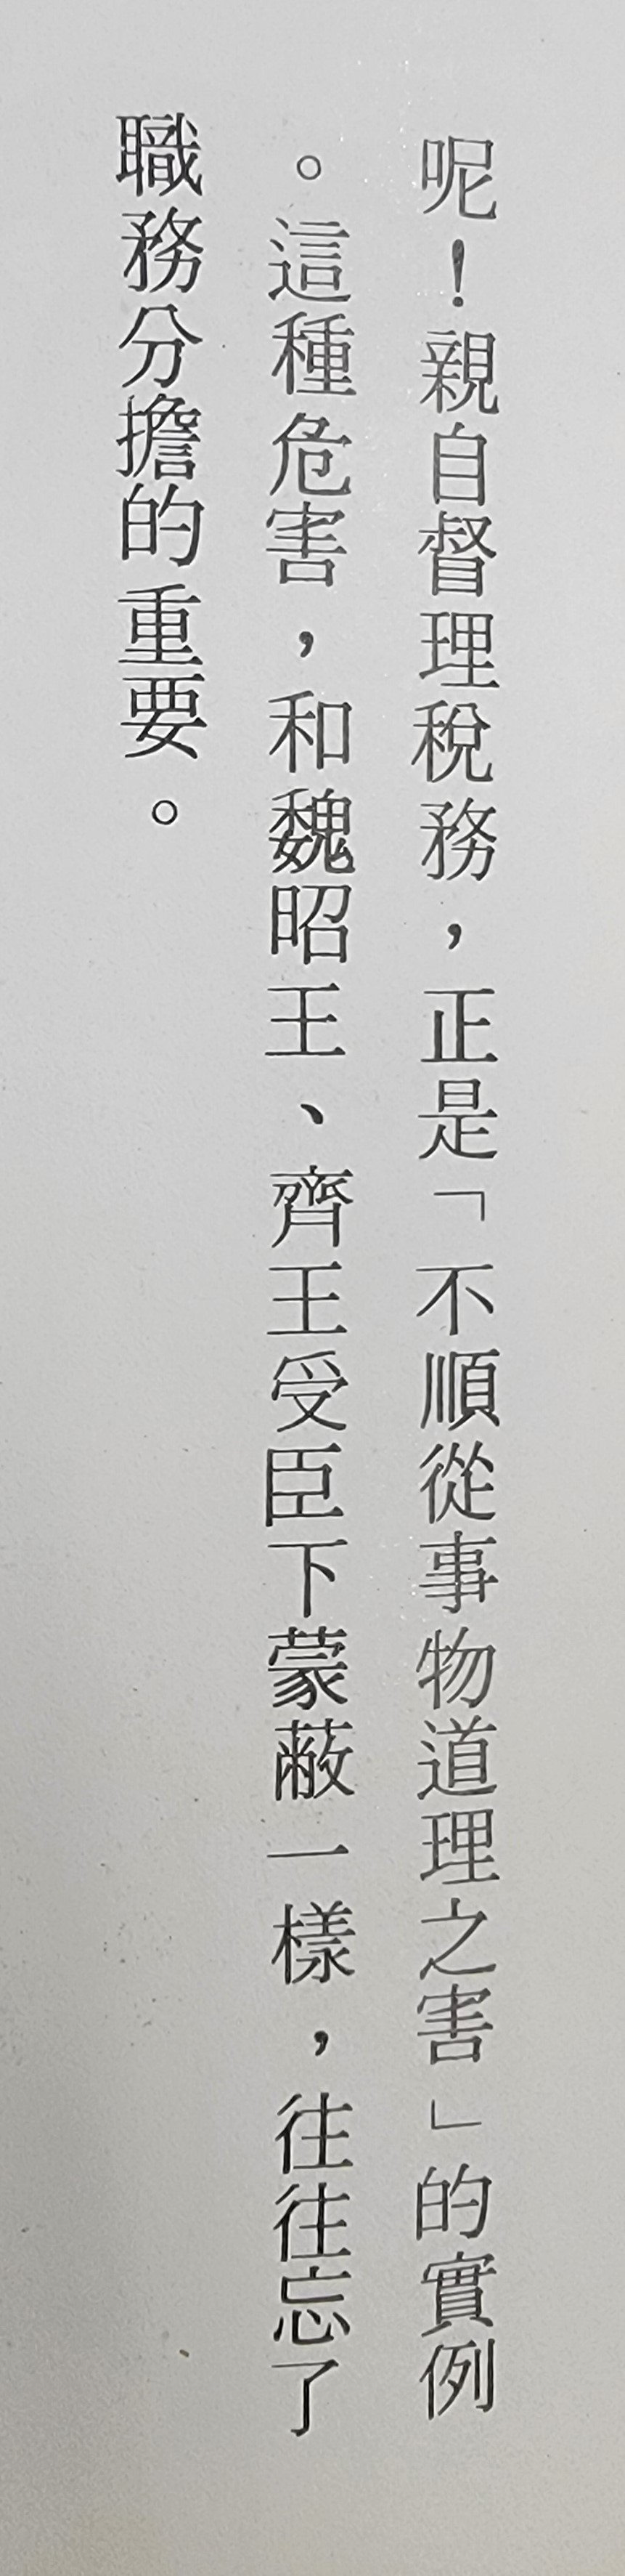 呢！親自督理稅務，正是「不順從事物道理之害」的實例
。這種危害，和魏昭王、齊王受臣下蒙蔽一樣，往往忘了
職務分擔的重要。